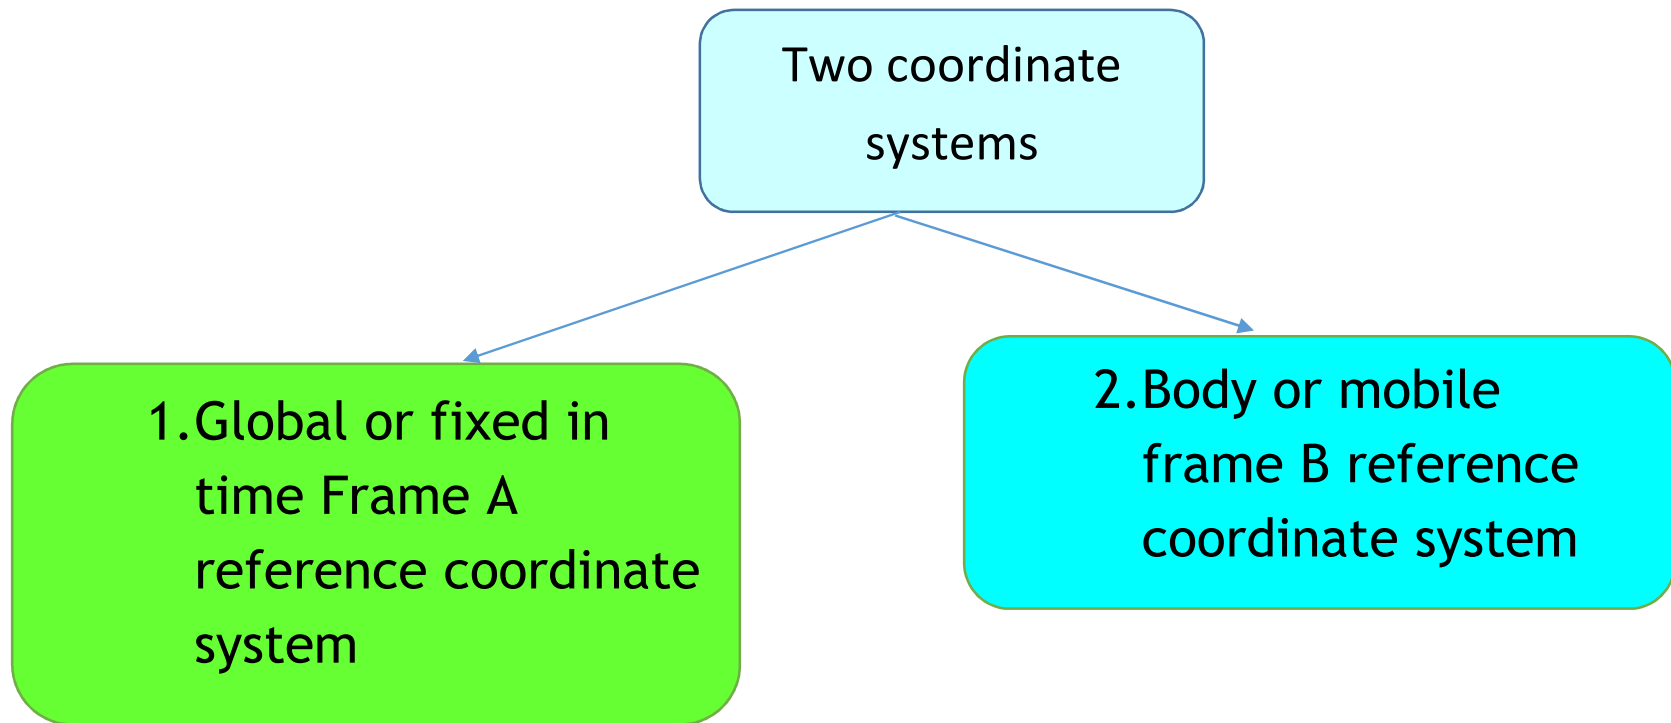 Two coordinate
systems
1.Global or fixed in
time Frame A
reference coordinate
system
2.Body or mobile
frame B reference
coordinate system